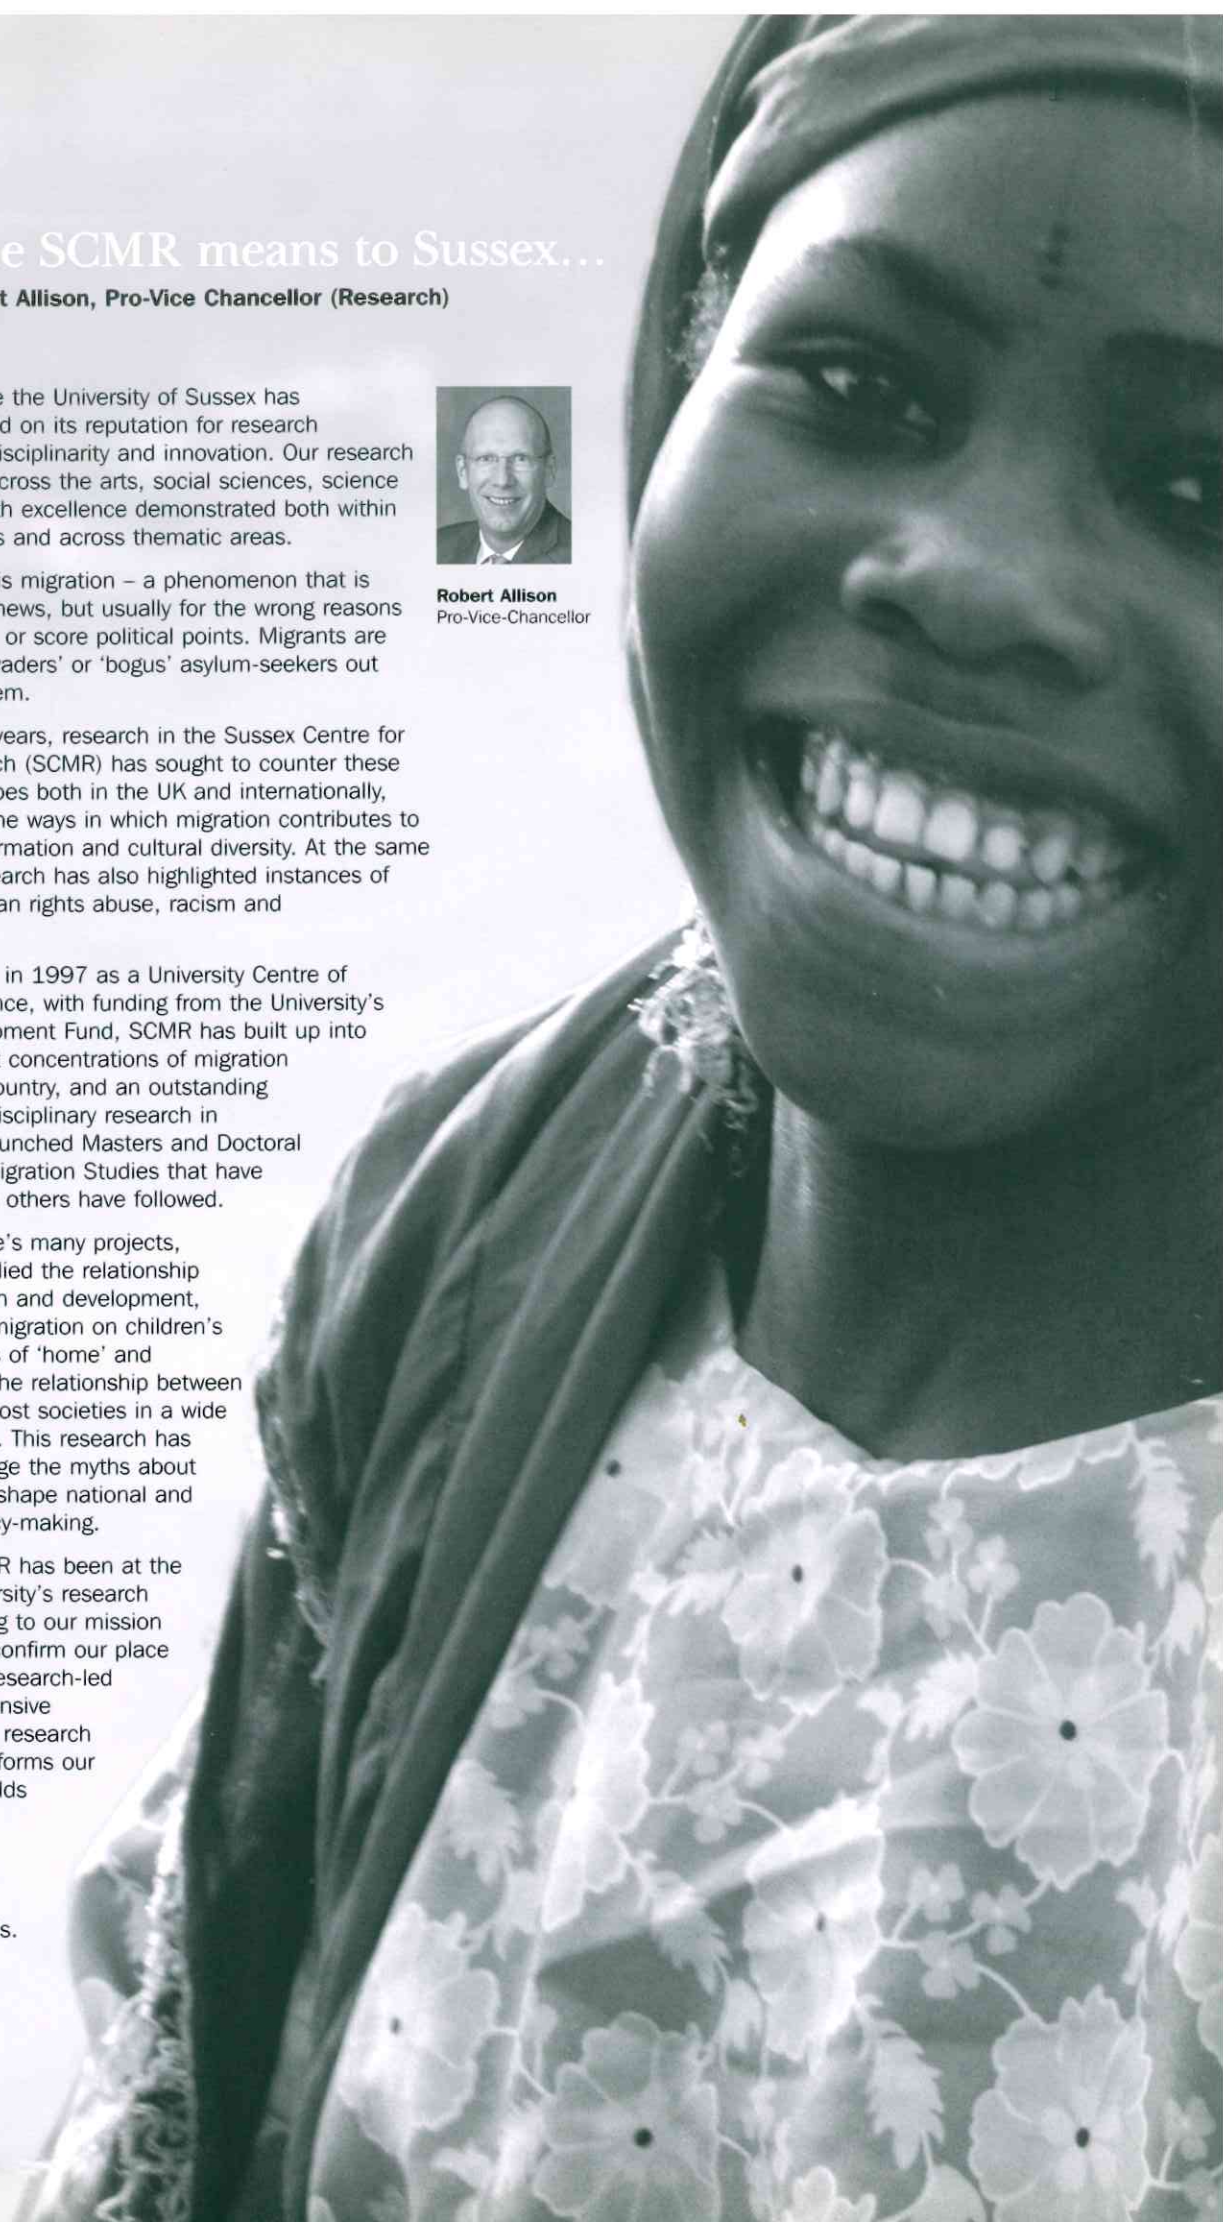 e SCMR means to Sussex...
t Allison, Pro-Vice Chancellor (Research)
e the University of Sussex has
d on its reputation for research
isciplinarity and innovation. Our research
cross the arts, social sciences, science
h excellence demonstrated both within
s and across thematic areas.
s migration – a phenomenon that is
news, but usually for the wrong reasons
or score political points. Migrants are
aders' or 'bogus' asylum-seekers out
em.
years, research in the Sussex Centre for
ch (SCMR) has sought to counter these
pes both in the UK and internationally,
he ways in which migration contributes to
rmation and cultural diversity. At the same
earch has also highlighted instances of
an rights abuse, racism and
in 1997 as a University Centre of
nce, with funding from the University's
pment Fund, SCMR has built up into
t concentrations of migration
ountry, and an outstanding
isciplinary research in
unched Masters and Doctoral
igration Studies that have
others have followed.
e's many projects,
lied the relationship
n and development,
migration on children's
s of 'home' and
he relationship between
ost societies in a wide
. This research has
ge the myths about
shape national and
y-making.
R has been at the
rsity's research
g to our mission
confirm our place
esearch-led
nsive
research
forms our
lds
s.
Robert Allison
Pro-Vice-Chancellor